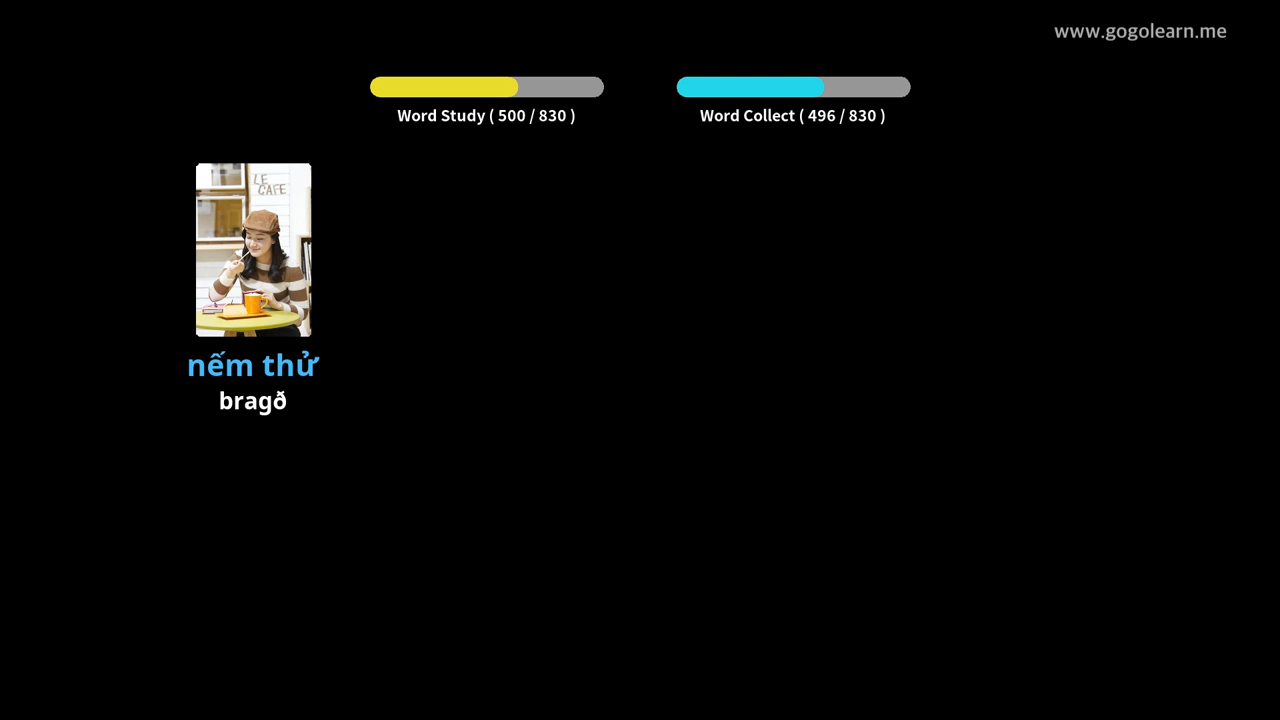 www.gogolearn.me
Word Study ( 500 / 830 )
Word Collect ( 496 / 830 )
LE
CAFE
nếm thử
bragð